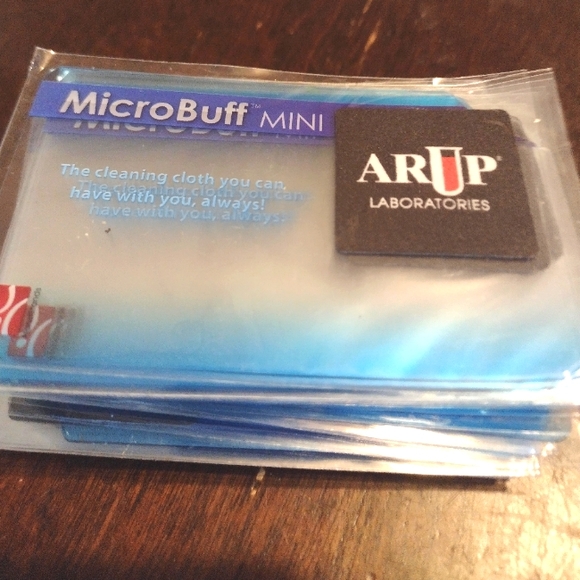 MicroBuff™ MINI
The cleaning cloth you can,
have with you, always!
ARUP®
LABORATORIES